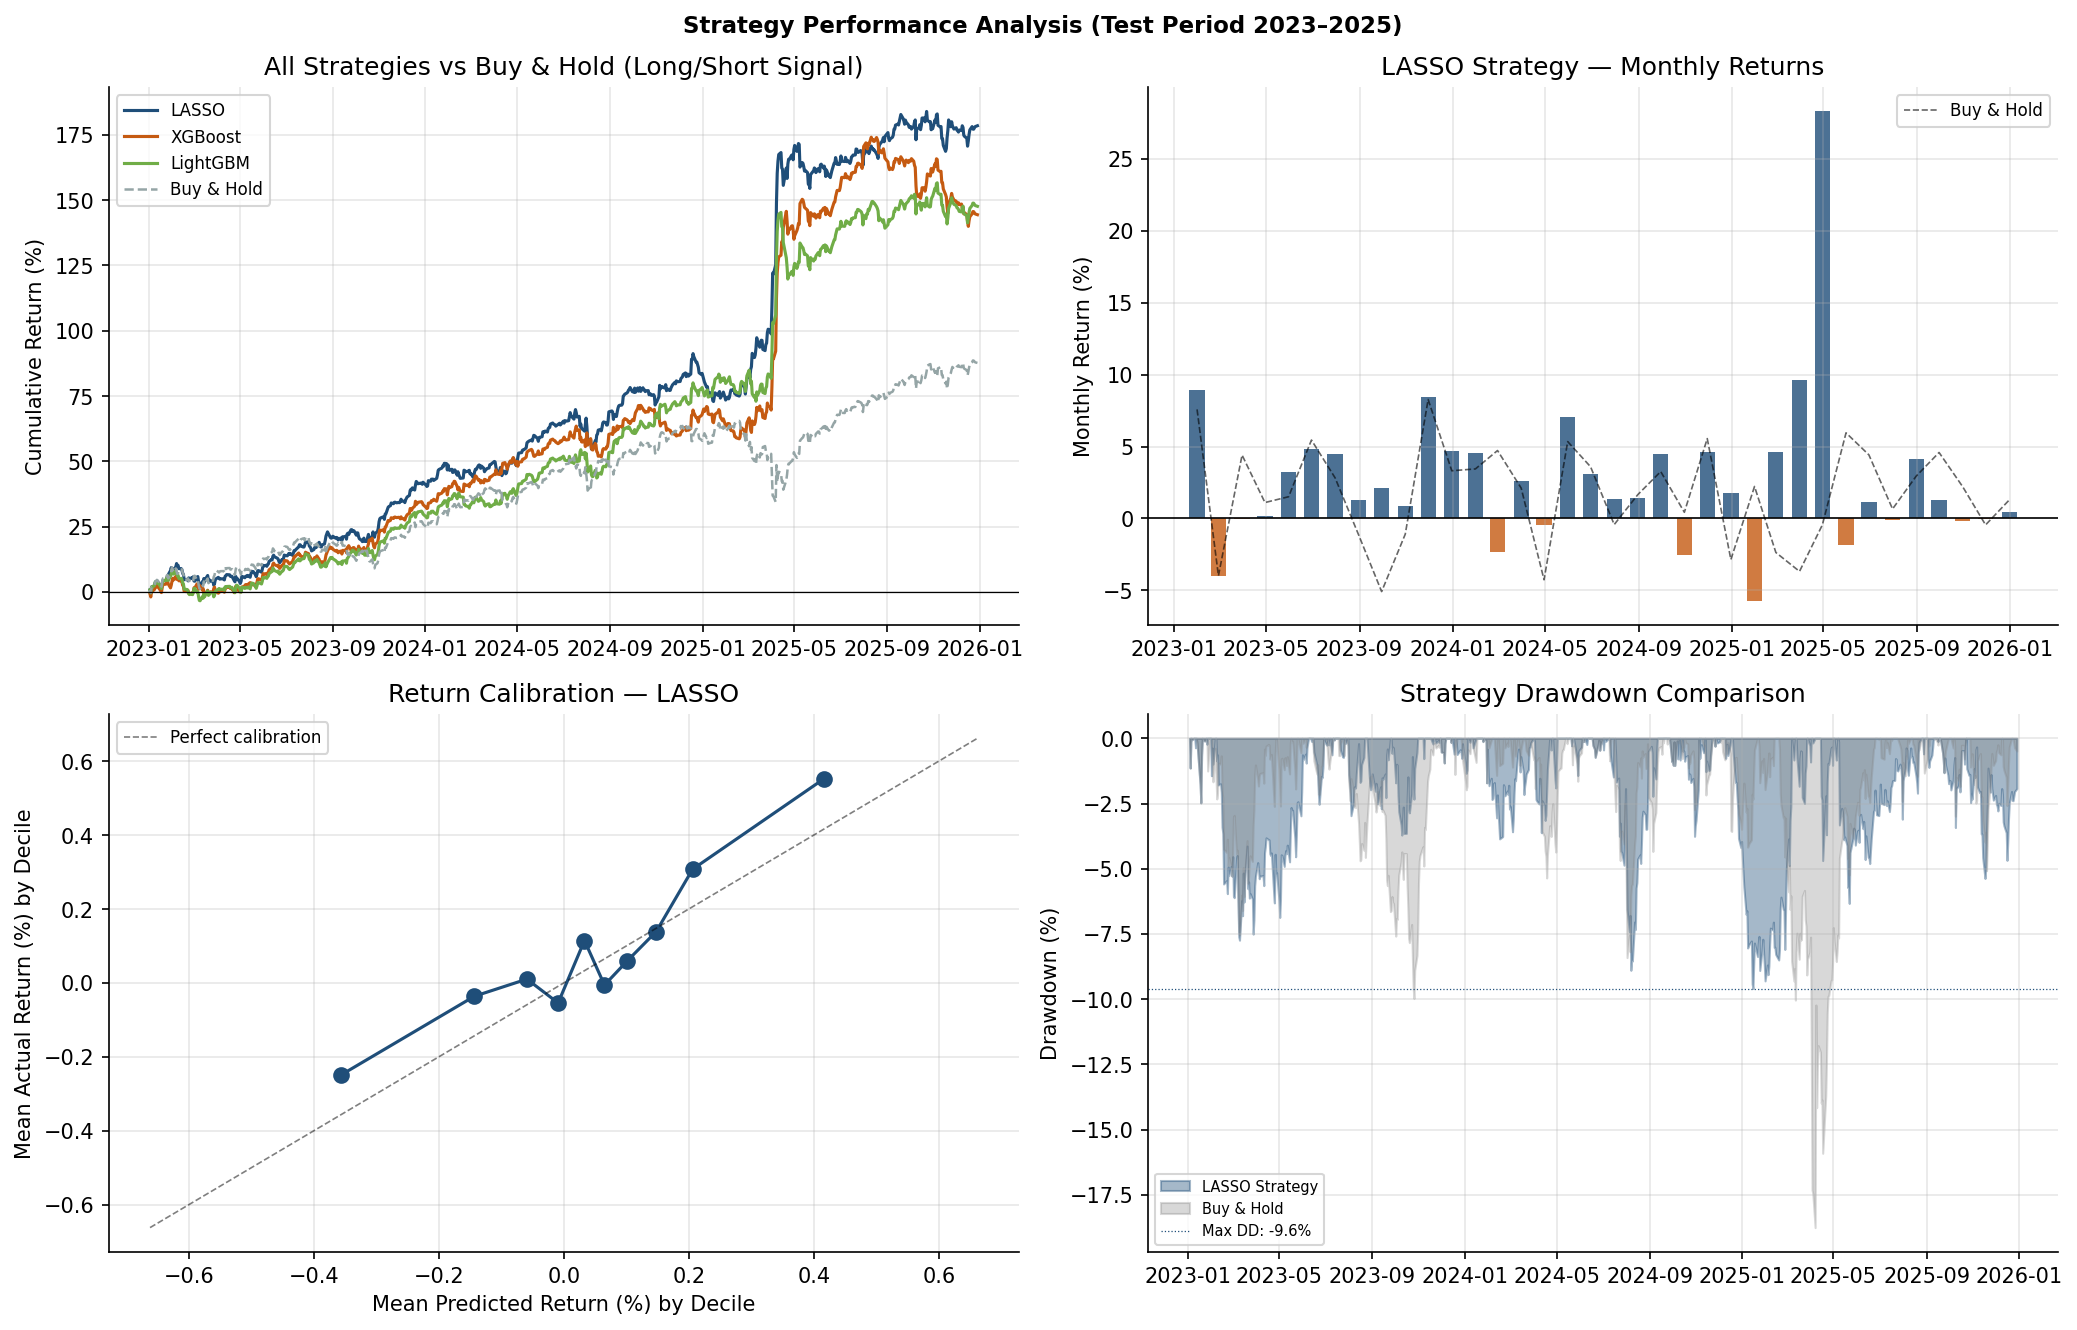 Strategy Performance Analysis (Test Period 2023–2025)
All Strategies vs Buy & Hold (Long/Short Signal)
LASSO
XGBoost
LightGBM
Buy & Hold
Cumulative Return (%)
175
150
125
100
75
50
25
0
2023-01 2023-05 2023-09 2024-01 2024-05 2024-09 2025-01 2025-05 2025-09 2026-01
LASSO Strategy — Monthly Returns
Buy & Hold
Monthly Return (%)
25
20
15
10
5
0
−5
2023-01 2023-05 2023-09 2024-01 2024-05 2024-09 2025-01 2025-05 2025-09 2026-01
Return Calibration — LASSO
Perfect calibration
Mean Actual Return (%) by Decile
0.6
0.4
0.2
0.0
−0.2
−0.4
−0.6
−0.6 −0.4 −0.2 0.0 0.2 0.4 0.6
Mean Predicted Return (%) by Decile
Strategy Drawdown Comparison
Drawdown (%)
0.0
−2.5
−5.0
−7.5
−10.0
−12.5
−15.0
−17.5
LASSO Strategy
Buy & Hold
Max DD: -9.6%
2023-01 2023-05 2023-09 2024-01 2024-05 2024-09 2025-01 2025-05 2025-09 2026-01